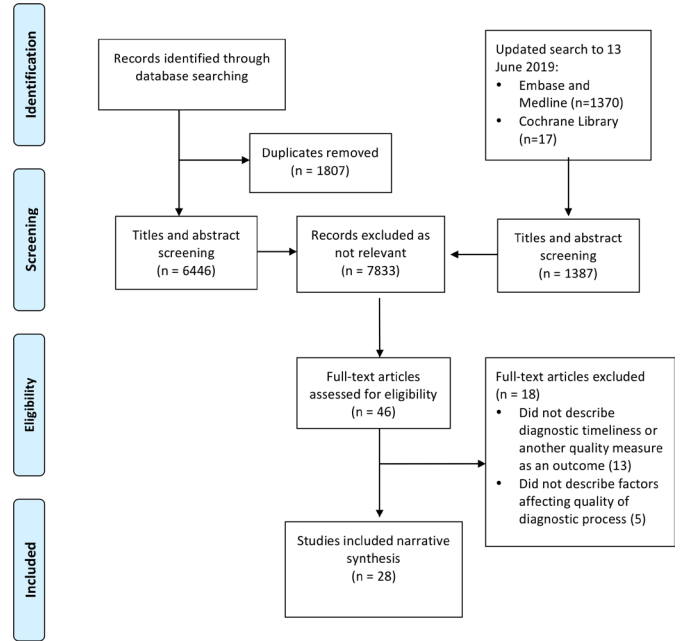 Identification
Records identified through
database searching
Updated search to 13
June 2019:
• Embase and
Medline (n=1370)
• Cochrane Library
(n=17)
Duplicates removed
(n = 1807)
Screening
Titles and abstract
screening
(n = 6446)
Records excluded as
not relevant
(n = 7833)
Titles and abstract
screening
(n = 1387)
Eligibility
Full-text articles
assessed for eligibility
(n = 46)
Full-text articles excluded
(n = 18)
• Did not describe
diagnostic timeliness or
another quality measure
as an outcome (13)
• Did not describe factors
affecting quality of
diagnostic process (5)
Included
Studies included narrative
synthesis
(n = 28)